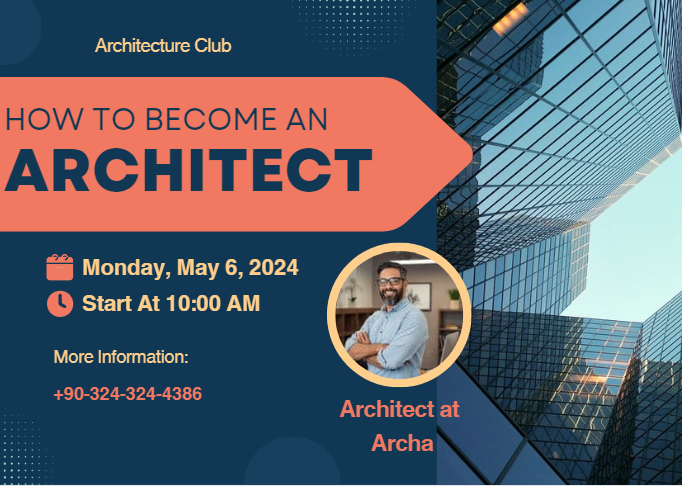 Architecture Club
HOW TO BECOME AN
ARCHITECT
Monday, May 6, 2024
Start At 10:00 AM
More Information:
+90-324-324-4386
Architect at
Archa